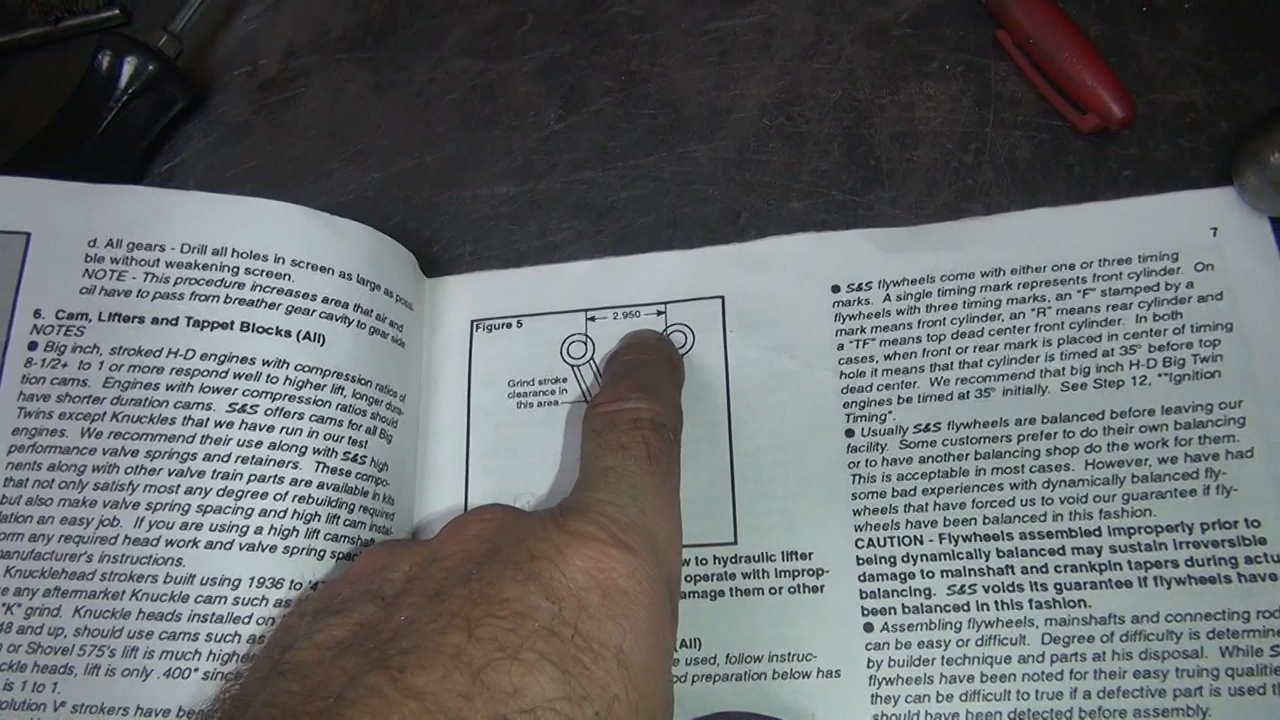 d. All gears - Drill all holes in screen as large as
ble without weakening screen.
NOTE - This procedure increases area that air and
oil have to pass from breather gear cavity to gear side.
6. Cam, Lifters and Tappet Blocks (All)
NOTES
● Big inch, stroked H-D engines with compression ratios of
8-1/2+ to 1 or more respond well to higher lift, longer dura-
tion cams. Engines with lower compression ratios should
have shorter duration cams. S&S offers cams for all Big
Twins except Knuckles that we have run in our test
engines. We recommend their use along with S&S high
performance valve springs and retainers. These compo-
nents along with other valve train parts are available in kits
that not only satisfy most any degree of rebuilding required
but also make valve spring spacing and high lift cam instal-
lation an easy job. If you are using a high lift camshaft
any required head work and valve spring
manufacturer's instructions.
Knucklehead strokers built using 1936 to
any aftermarket Knuckle cam such as
"K" grind. Knuckle heads installed on
48 and up, should use cams such as
or Shovel 575's lift is much higher
heads, lift is only .400" since
is 1 to 1.
strokers have
Figure 5
2.950
Grind stroke
clearance in
this area
to hydraulic lifter
operate with improp-
them or other
(All)
used, follow instruc-
preparation below has
7
● S&S flywheels come with either one or three timing
marks. A single timing mark represents front cylinder. On
flywheels with three timing marks, an "F" stamped by a
mark means front cylinder, an "R" means rear cylinder and
a "TF" means top dead center front cylinder. In both
cases, when front or rear mark is placed in center of timing
hole it means that that cylinder is timed at 35° before top
dead center. We recommend that big inch H-D Big Twin
engines be timed at 35° initially. See Step 12, "Ignition
Timing".
● Usually S&S flywheels are balanced before leaving our
facility. Some customers prefer to do their own balancing
or to have another balancing shop do the work for them.
This is acceptable in most cases. However, we have had
some bad experiences with dynamically balanced fly-
wheels that have forced us to void our guarantee if fly-
wheels have been balanced in this fashion.
CAUTION - Flywheels assembled improperly prior to
being dynamically balanced may sustain irreversible
damage to mainshaft and crankpin tapers during
balancing. S&S voids its guarantee if flywheels have
been balanced in this fashion.
● Assembling flywheels, mainshafts and connecting
can be easy or difficult. Degree of difficulty is
by builder technique and parts at his disposal. While
flywheels have been noted for their easy truing
they can be difficult to true if a defective part is used
should have been detected before assembly.